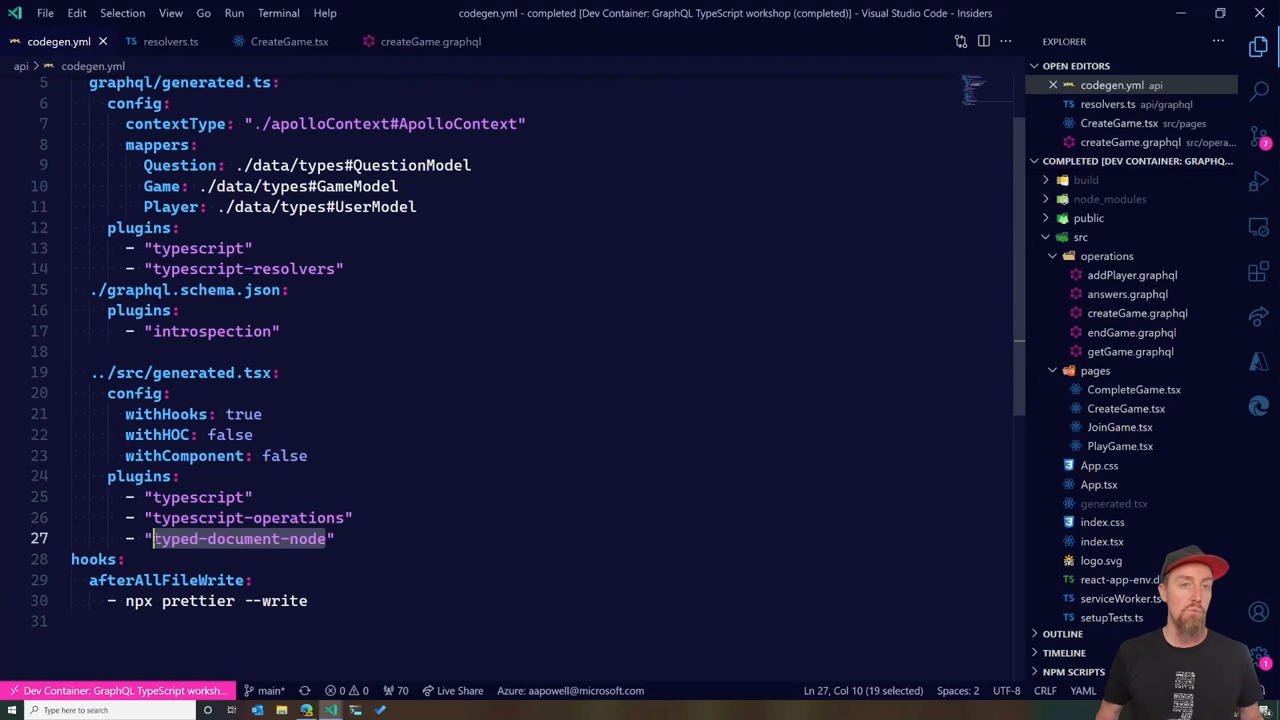 File Edit Selection View Go Run Terminal Help
codegen.yml - completed [Dev Container: GraphQL TypeScript workshop (completed)] - Visual Studio Code - Insiders
codegen.yml
resolvers.ts
CreateGame.tsx
createGame.graphql
api > codegen.yml
5 graphql/generated.ts:
6 config:
7 contextType: "./apolloContext#ApolloContext"
8 mappers:
9 Question: ./data/types#QuestionModel
10 Game: ./data/types#GameModel
11 Player: ./data/types#UserModel
12 plugins:
13 - "typescript"
14 - "typescript-resolvers"
15 ./graphql.schema.json:
16 plugins:
17 - "introspection"
18
19 ../src/generated.tsx:
20 config:
21 withHooks: true
22 withHOC: false
23 withComponent: false
24 plugins:
25 - "typescript"
26 - "typescript-operations"
27 - "typed-document-node"
28 hooks:
29 afterAllFileWrite:
30 - npx prettier --write
31
EXPLORER
OPEN EDITORS
codegen.yml api
resolvers.ts api/graphql
CreateGame.tsx src/pages
createGame.graphql src/opera...
COMPLETED [DEV CONTAINER: GRAPHQ...
build
node_modules
public
src
operations
addPlayer.graphql
answers.graphql
createGame.graphql
endGame.graphql
getGame.graphql
pages
CompleteGame.tsx
CreateGame.tsx
JoinGame.tsx
PlayGame.tsx
App.css
App.tsx
generated.tsx
index.css
index.tsx
logo.svg
react-app-env.d
serviceWorker.ts
setupTests.ts
OUTLINE
TIMELINE
NPM SCRIPTS
7
1
Dev Container: GraphQL TypeScript worksh...
main*
0 0
70
Live Share
Azure: aapowell@microsoft.com
Ln 27, Col 10 (19 selected)
Spaces: 2
UTF-8
CRLF
YAML
Type here to search